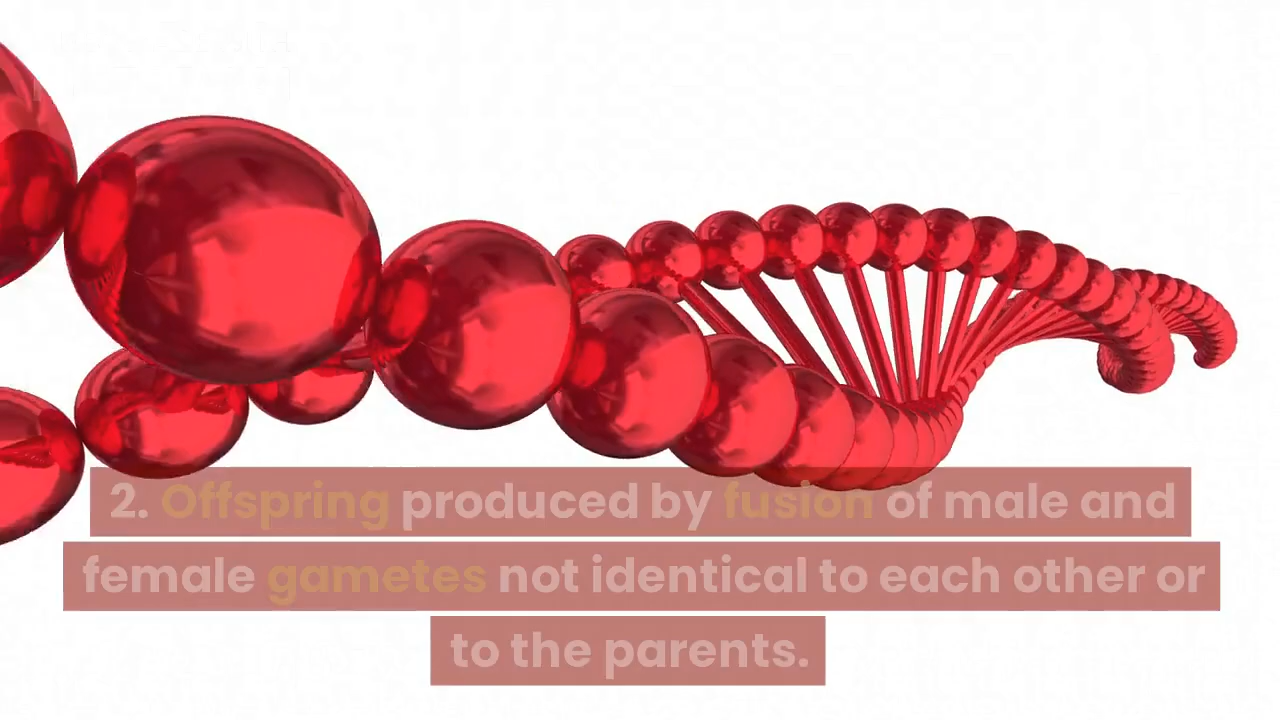 2. Offspring produced by fusion of male and
female gametes not identical to each other or
to the parents.